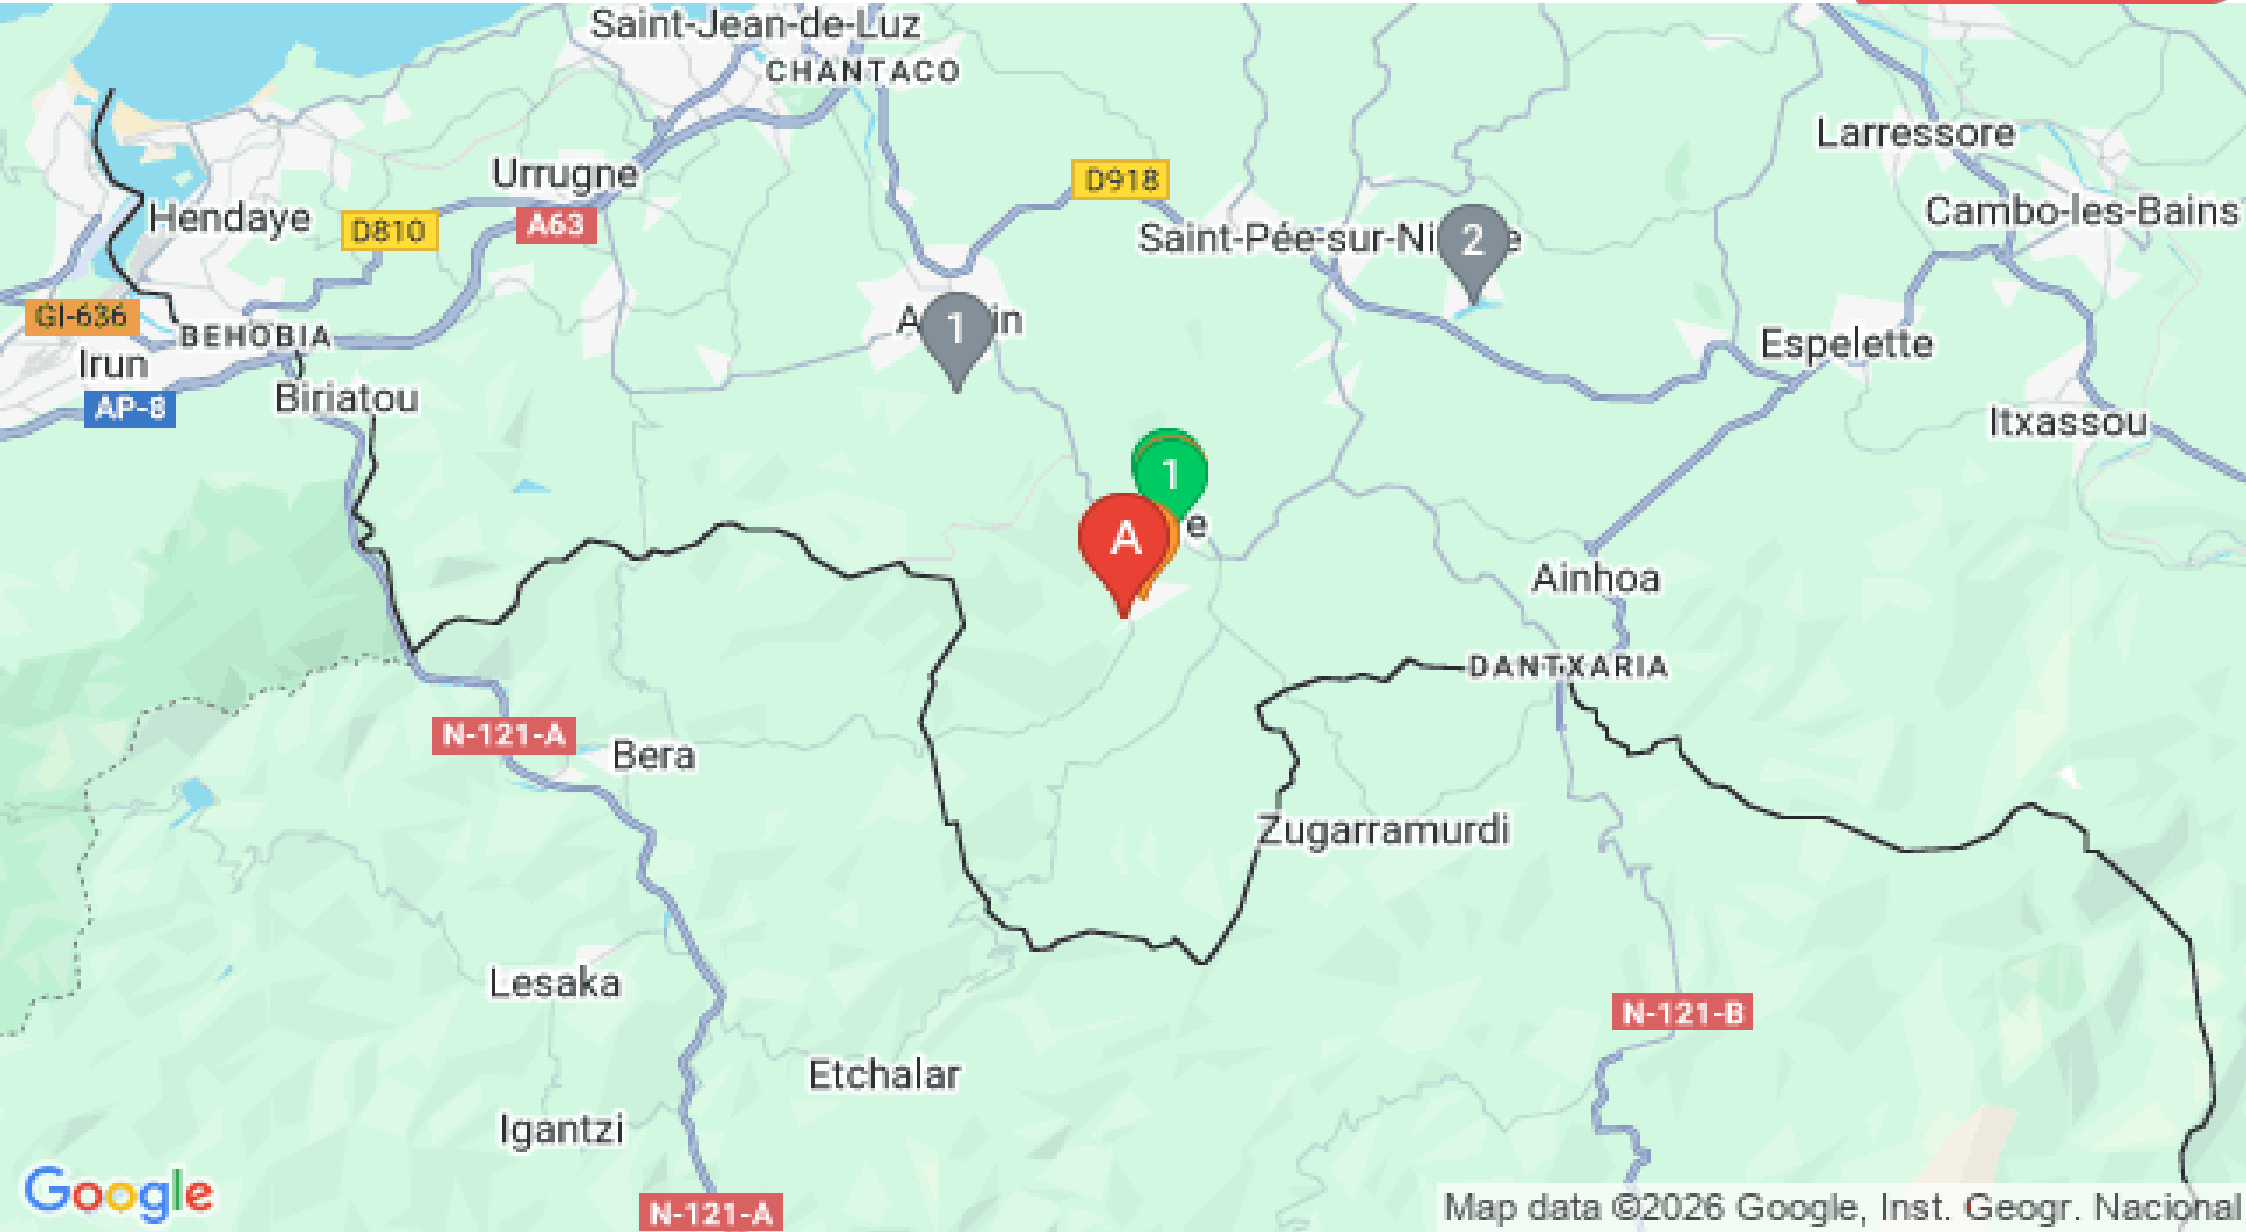 Saint-Jean-de-Luz
CHANTACO
Larressore
Urrugne
D918
Hendaye
D810
A63
Saint-Pée-sur-Ni
e
2
Cambo-les-Bains
GI-636
BEHOBIA
A
in
1
Irun
Espelette
AP-8
Biriatou
Itxassou
1
A
e
Ainhoa
DANTXARIA
N-121-A
Bera
Zugarramurdi
Lesaka
N-121-B
Etchalar
Igantzi
Google
N-121-A
Map data ©2026 Google, Inst. Geogr. Nacional